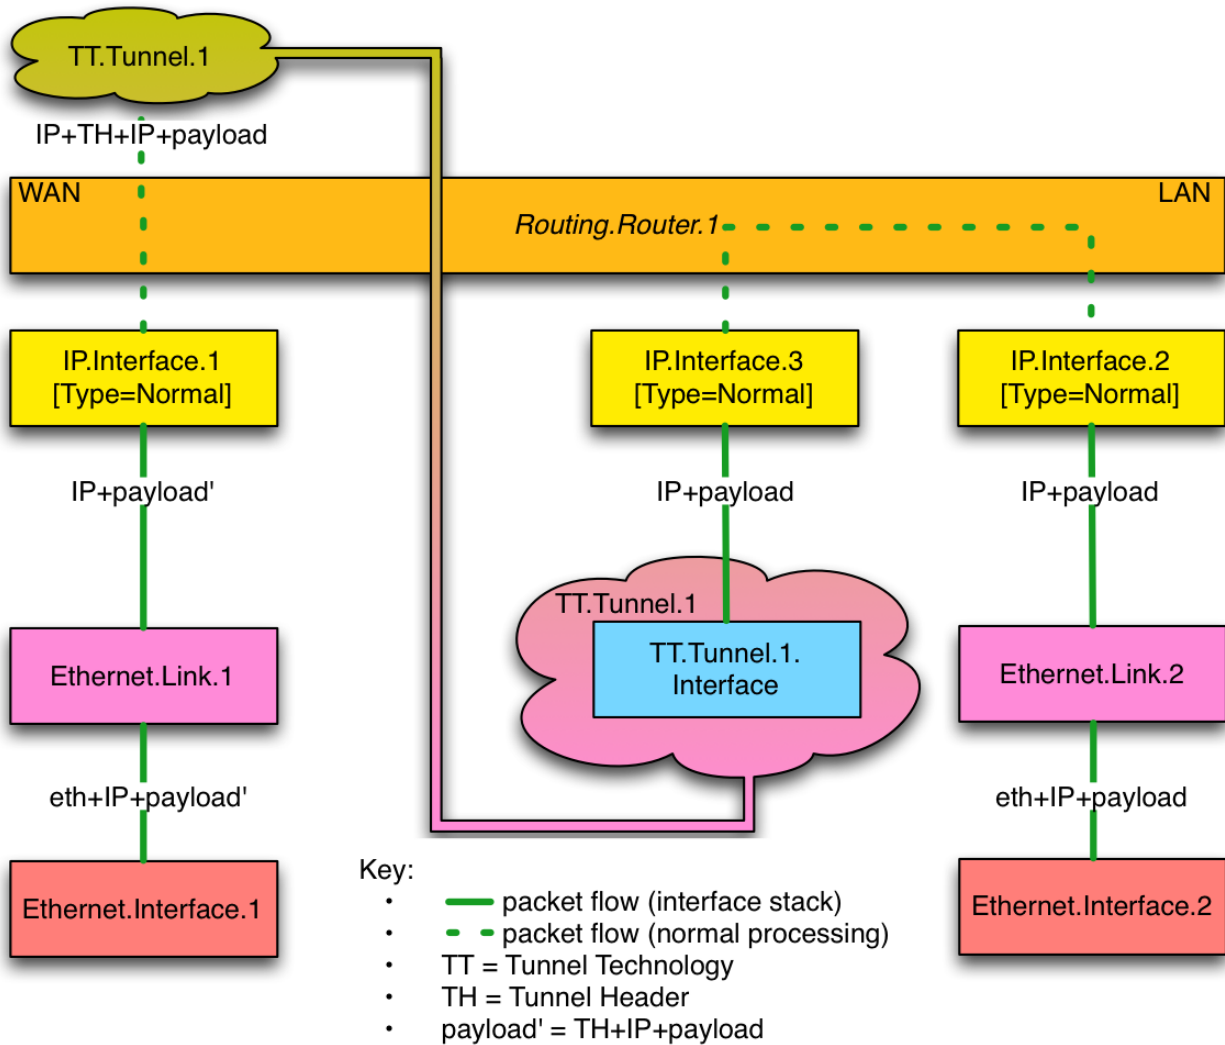 TT.Tunnel.1
IP+TH+IP+payload
WAN
LAN
Routing.Router.1
IP.Interface.1
[Type=Normal]
IP.Interface.3
[Type=Normal]
IP.Interface.2
[Type=Normal]
IP+payload'
IP+payload
IP+payload
TT.Tunnel.1
TT.Tunnel.1.
Interface
Ethernet.Link.1
Ethernet.Link.2
eth+IP+payload'
eth+IP+payload
Ethernet.Interface.1
Ethernet.Interface.2
Key:
• packet flow (interface stack)
• packet flow (normal processing)
• TT = Tunnel Technology
• TH = Tunnel Header
• payload' = TH+IP+payload